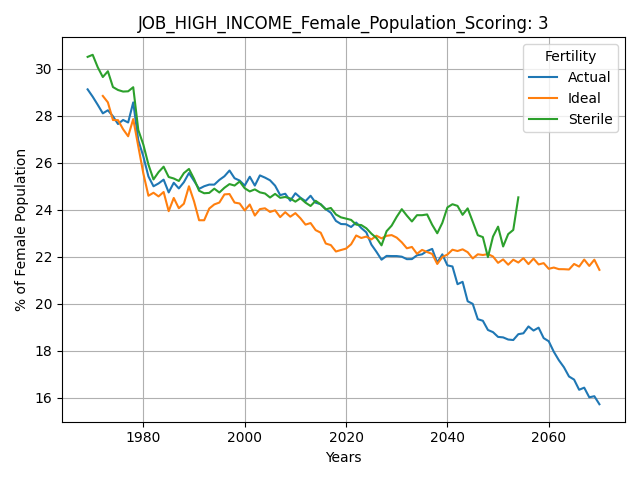 JOB_HIGH_INCOME_Female_Population_Scoring: 3
Fertility
Actual
Ideal
Sterile
% of Female Population
30
28
26
24
22
20
18
16
1980 2000 2020 2040 2060
Years